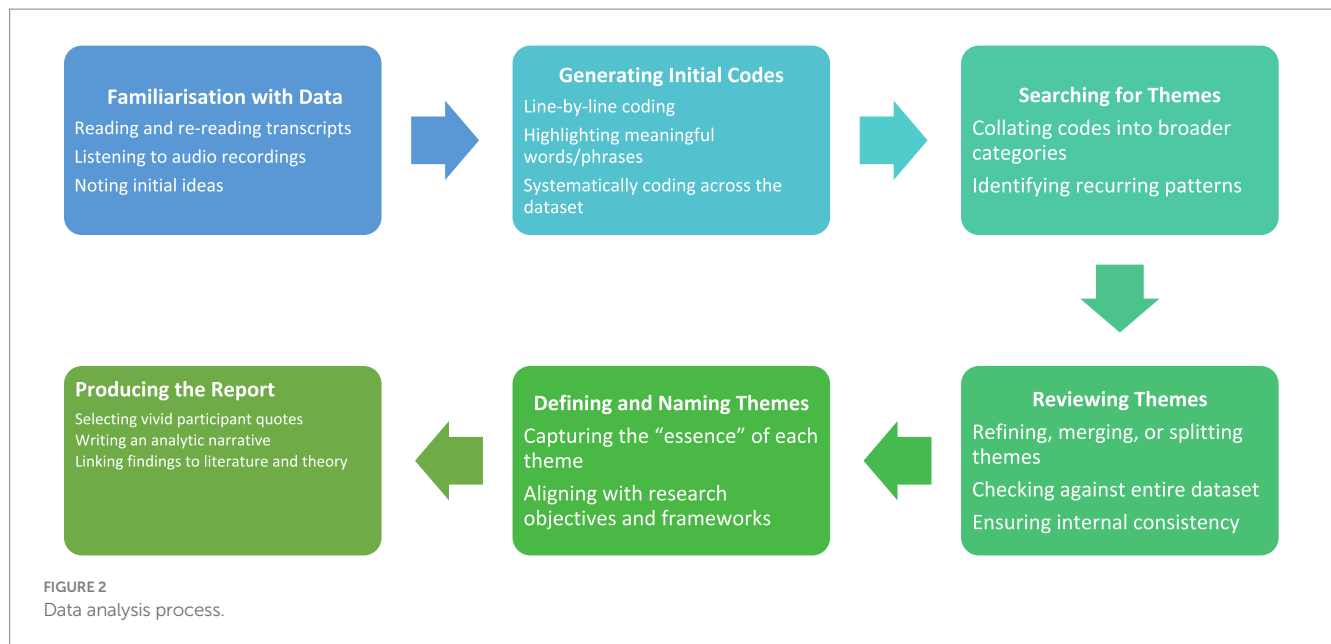 Familiarisation with Data
Reading and re-reading transcripts
Listening to audio recordings
Noting initial ideas
Generating Initial Codes
Line-by-line coding
Highlighting meaningful
words/phrases
Systematically coding across the
dataset
Searching for Themes
Collating codes into broader
categories
Identifying recurring patterns
Reviewing Themes
Refining, merging, or splitting
themes
Checking against entire dataset
Ensuring internal consistency
Defining and Naming Themes
Capturing the “essence” of each
theme
Aligning with research
objectives and frameworks
Producing the Report
Selecting vivid participant quotes
Writing an analytic narrative
Linking findings to literature and theory
FIGURE 2
Data analysis process.